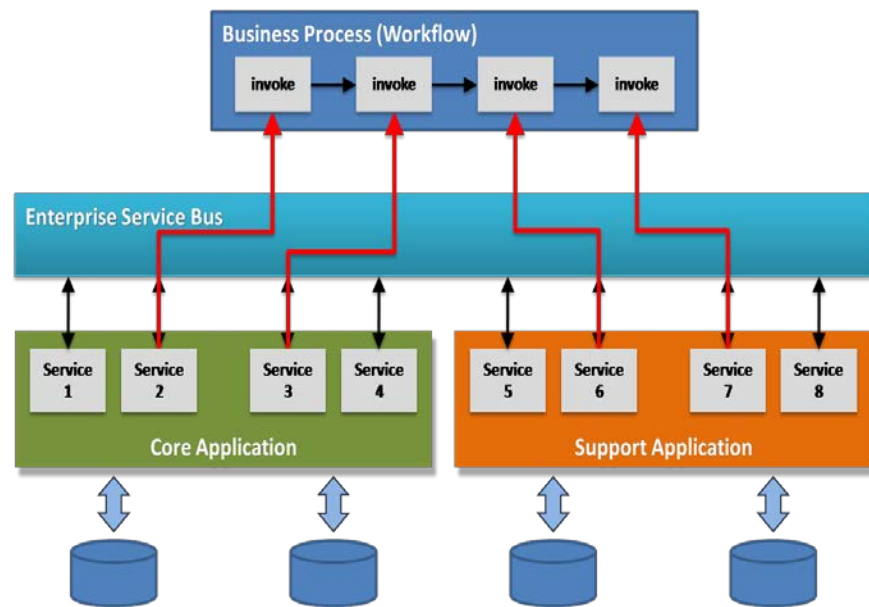 Business Process (Workflow)
invoke
invoke
invoke
invoke
Enterprise Service Bus
Service
1
Service
2
Service
3
Service
4
Service
5
Service
6
Service
7
Service
8
Core Application
Support Application